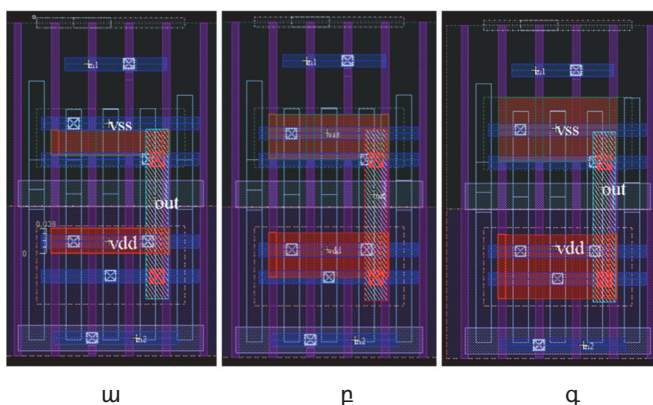 in1
vss
out
0.038
0
vdd
in2
in1
vss
vdd
in2
in1
vss
out
vdd
in2
ա
բ
գ